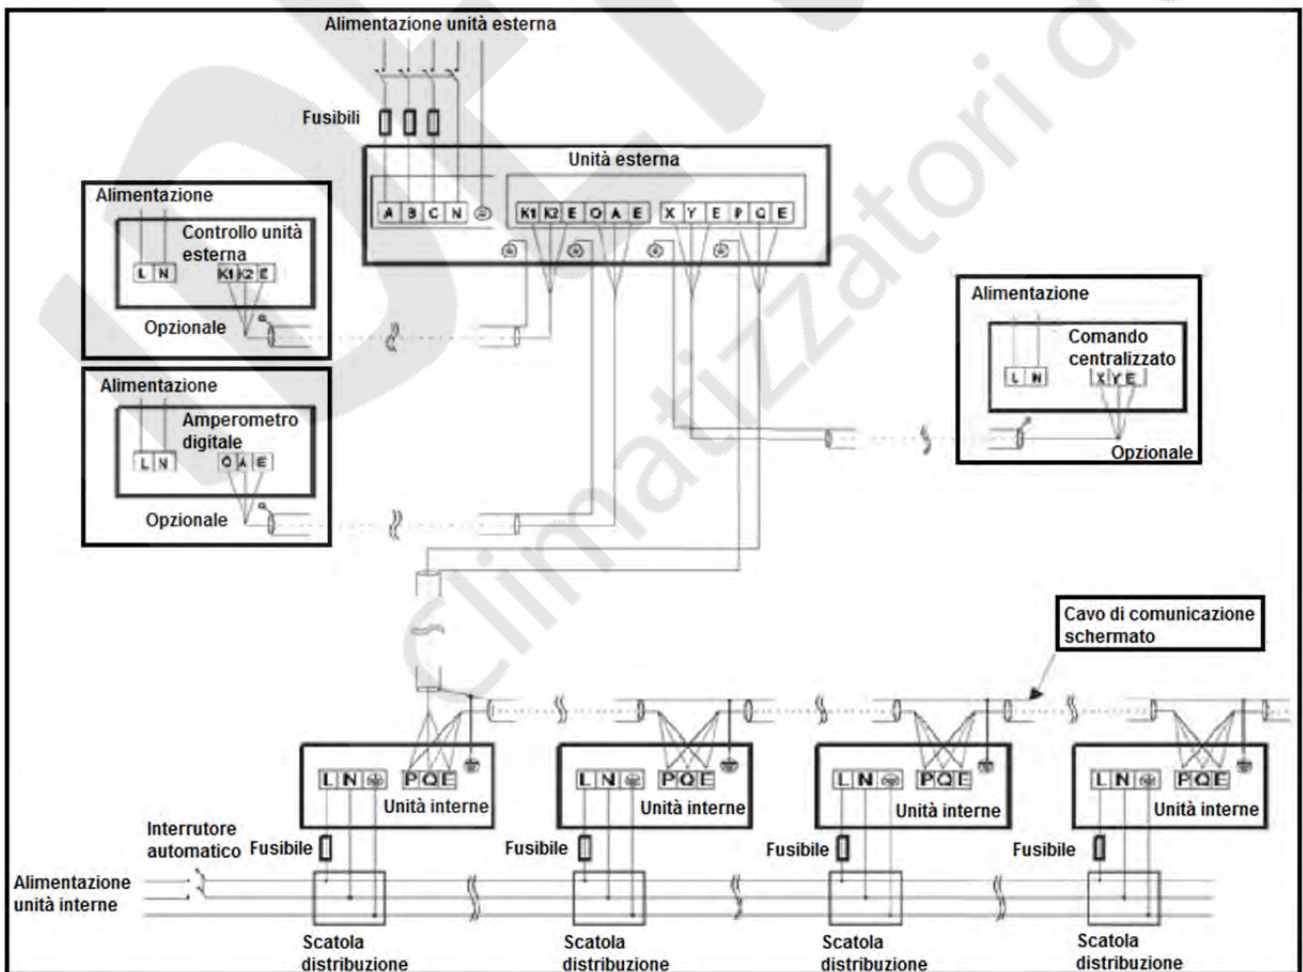 Alimentazione unità esterna
Fusibili
Unità esterna
A B C N
K1 K2 E O A E
X Y E P Q E
Alimentazione
Controllo unità
esterna
L N
K1 K2 E
Opzionale
Alimentazione
Amperometro
digitale
L N
O A E
Opzionale
Alimentazione
Comando
centralizzato
L N
X Y E
Opzionale
Cavo di comunicazione
schermato
L N
P Q E
Unità interne
L N
P Q E
Unità interne
L N
P Q E
Unità interne
L N
P Q E
Unità interne
Interrutore
automatico
Fusibile
Fusibile
Fusibile
Fusibile
Alimentazione
unità interne
Scatola
distribuzione
Scatola
distribuzione
Scatola
distribuzione
Scatola
distribuzione
climatizzatori d